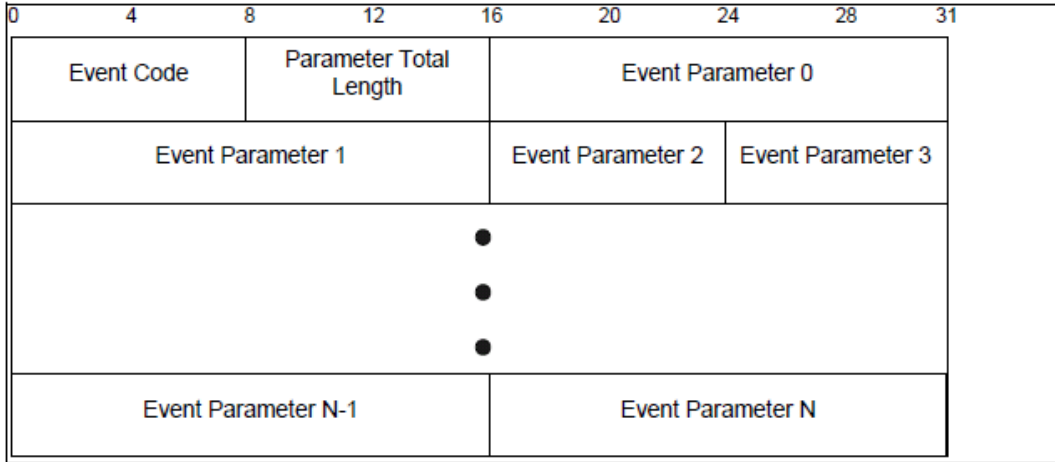 0 4 8 12 16 20 24 28 31
Event Code
Parameter Total
Length
Event Parameter 0
Event Parameter 1
Event Parameter 2
Event Parameter 3
Event Parameter N-1
Event Parameter N